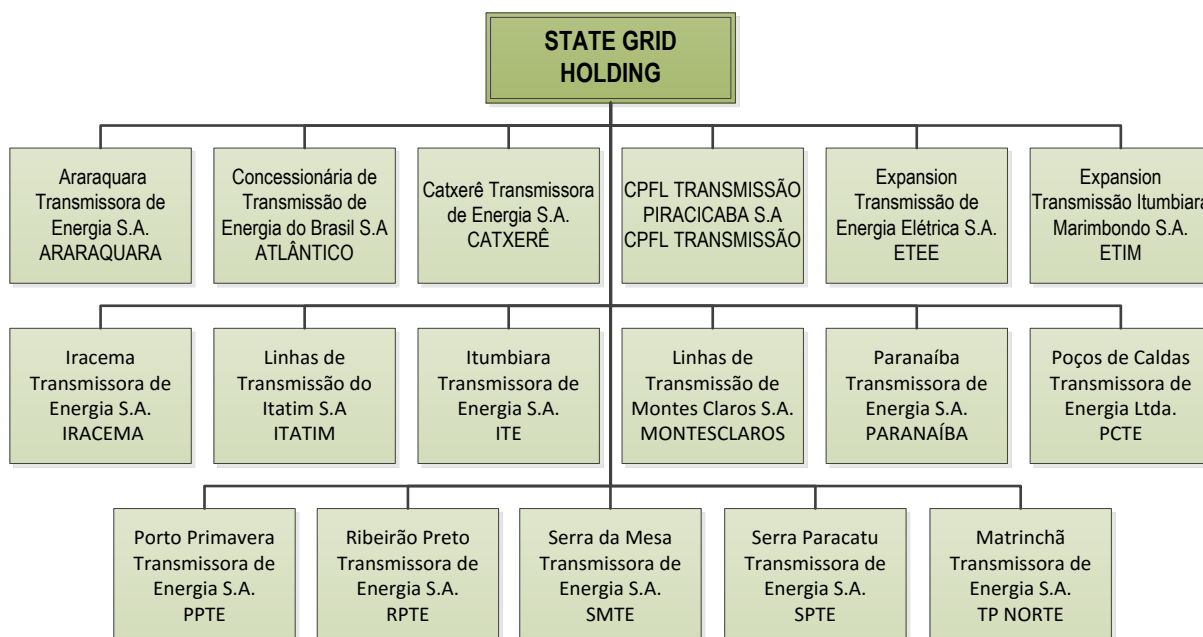 STATE GRID
HOLDING
Araraquara
Transmissora de
Energia S.A.
ARARAQUARA
Concessionária de
Transmissão de
Energia do Brasil S.A
ATLÂNTICO
Catxerê Transmissora
de Energia S.A.
CATXERÊ
CPFL TRANSMISSÃO
PIRACICABA S.A
CPFL TRANSMISSÃO
Expansion
Transmissão de
Energia Elétrica S.A.
ETEE
Expansion
Transmissão Itumbiara
Marimbondo S.A.
ETIM
Iracema
Transmissora de
Energia S.A.
IRACEMA
Linhas de
Transmissão do
Itatim S.A
ITATIM
Itumbiara
Transmissora de
Energia S.A.
ITE
Linhas de
Transmissão de
Montes Claros S.A.
MONTESCLAROS
Paranaíba
Transmissora de
Energia S.A.
PARANAÍBA
Poços de Caldas
Transmissora de
Energia Ltda.
PCTE
Porto Primavera
Transmissora de
Energia S.A.
PPTE
Ribeirão Preto
Transmissora de
Energia S.A.
RPTE
Serra da Mesa
Transmissora de
Energia S.A.
SMTE
Serra Paracatu
Transmissora de
Energia S.A.
SPTE
Matrinchã
Transmissora de
Energia S.A.
TP NORTE